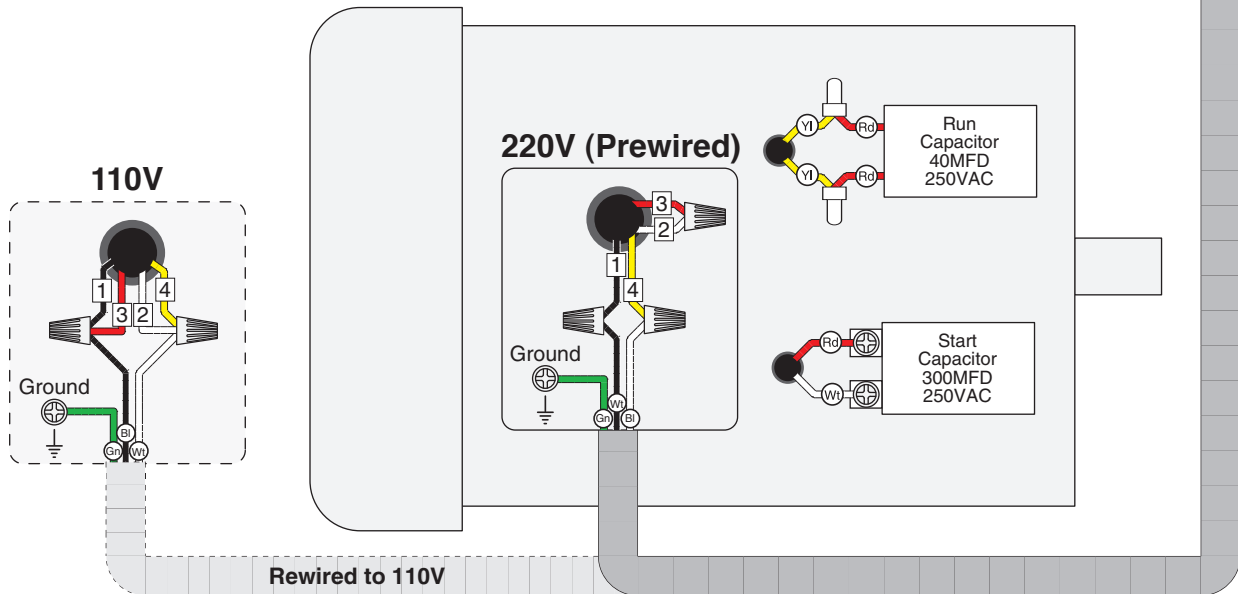 110V
1
4
3
2
Ground
Bl
Gn
Wt
220V (Prewired)
3
2
1
4
Ground
Wt
Gn
Bl
Yl
Rd
Yl
Rd
Run
Capacitor
40MFD
250VAC
Rd
Wt
Start
Capacitor
300MFD
250VAC
Rewired to 110V